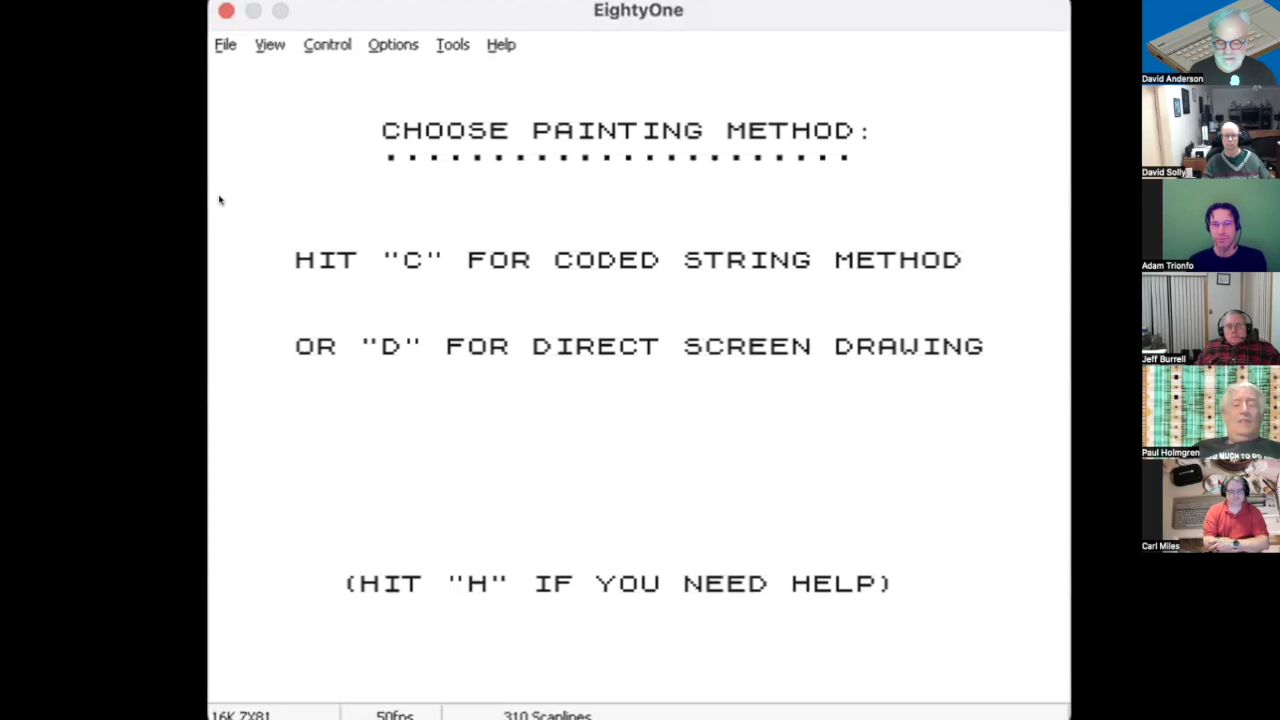 EightyOne
File View Control Options Tools Help
CHOOSE PAINTING METHOD:
HIT "C" FOR CODED STRING METHOD
OR "D" FOR DIRECT SCREEN DRAWING
(HIT "H" IF YOU NEED HELP)
16K ZX81 50fps 310 Scanlines
David Anderson
David Solly
Adam Trionfo
Jeff Burrell
Paul Holmgren
Carl Miles